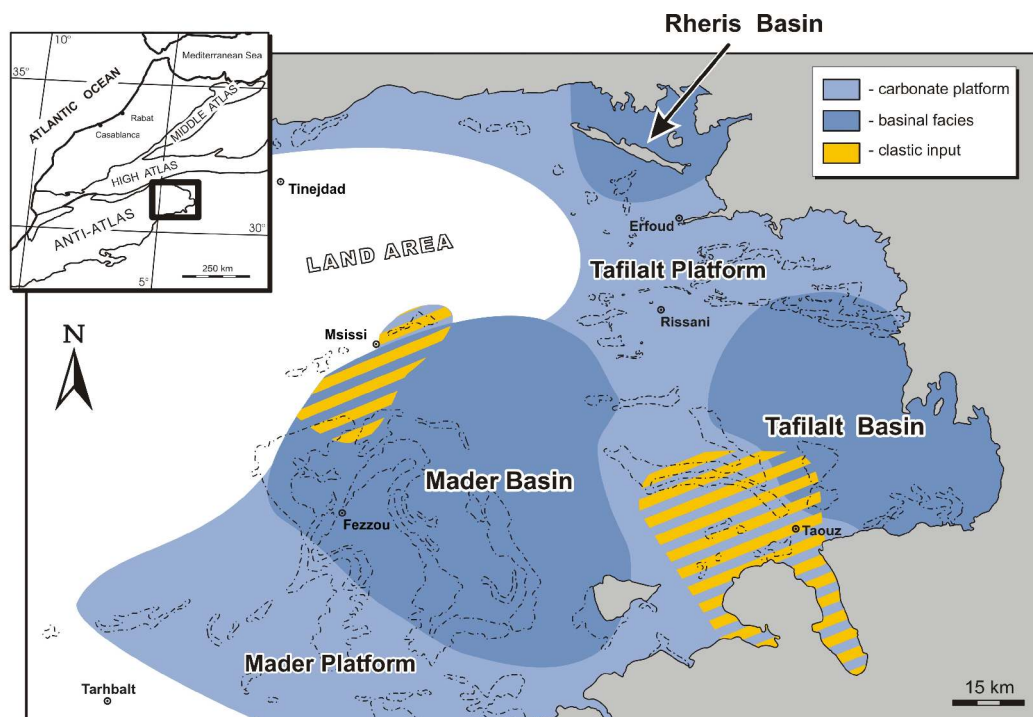 Rheris Basin
10°
Mediterranean Sea
35°
ATLANTIC OCEAN
Rabat
Casablanca
MIDDLE ATLAS
HIGH ATLAS
ANTI-ATLAS
30°
5°
250 km
- carbonate platform
- basinal facies
- clastic input
Tinejdad
LAND AREA
Erfoud
Tafilalt Platform
Rissani
N
Msissi
Tafilalt Basin
Mader Basin
Fezzou
Taouz
Mader Platform
Tarhbalt
15 km